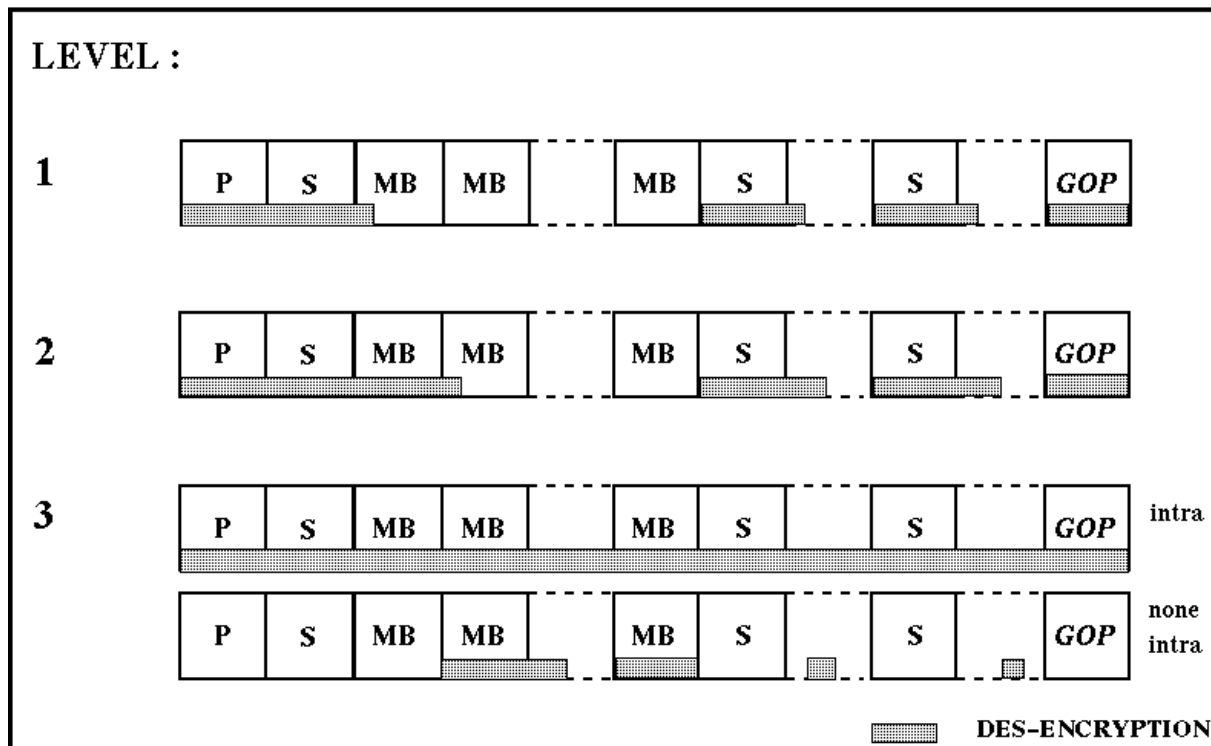 LEVEL :
1
P S MB MB MB S S GOP
2
P S MB MB MB S S GOP
3
P S MB MB MB S S GOP intra
P S MB MB MB S S GOP none
intra
DES-ENCRYPTION